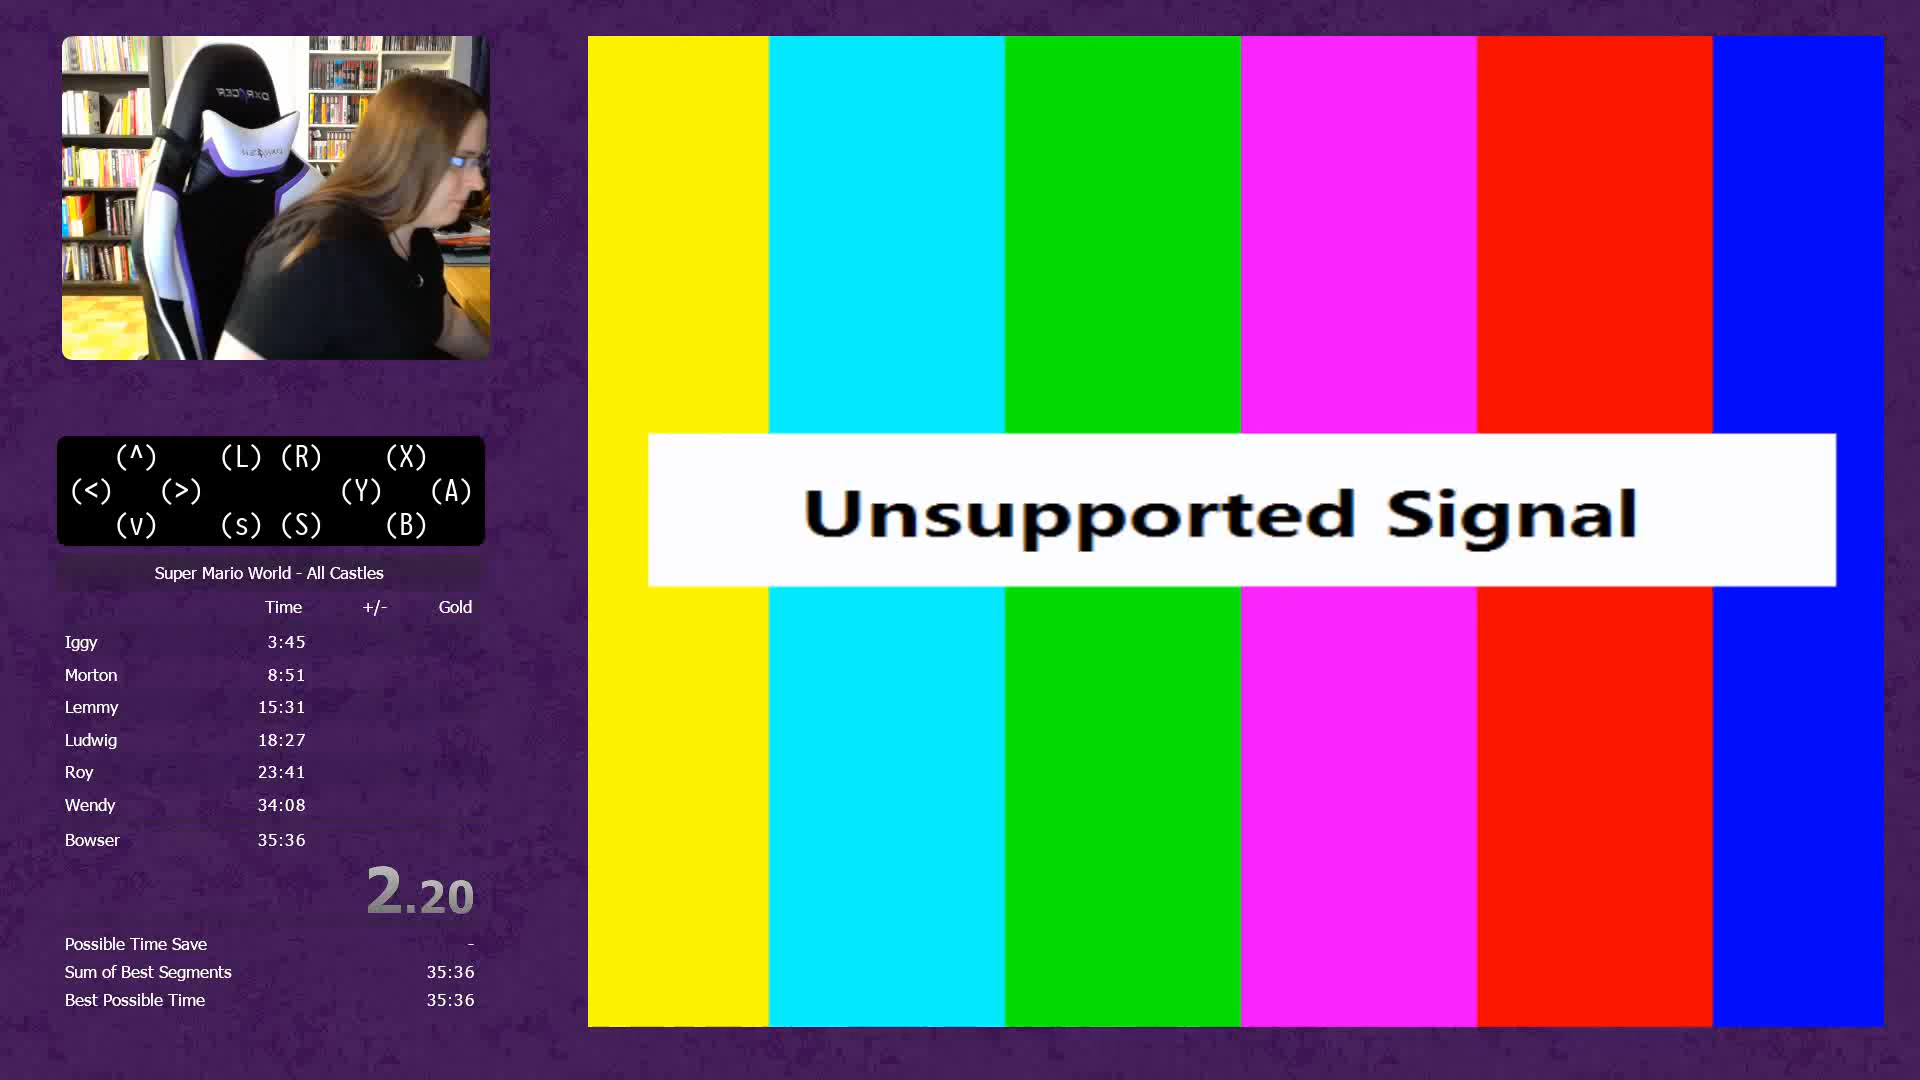 (^) (L) (R) (X)
(<) (>) (Y) (A)
(v) (s) (S) (B)
Super Mario World - All Castles
Time +/- Gold
Iggy 3:45
Morton 8:51
Lemmy 15:31
Ludwig 18:27
Roy 23:41
Wendy 34:08
Bowser 35:36
2.20
Possible Time Save -
Sum of Best Segments 35:36
Best Possible Time 35:36
Unsupported Signal